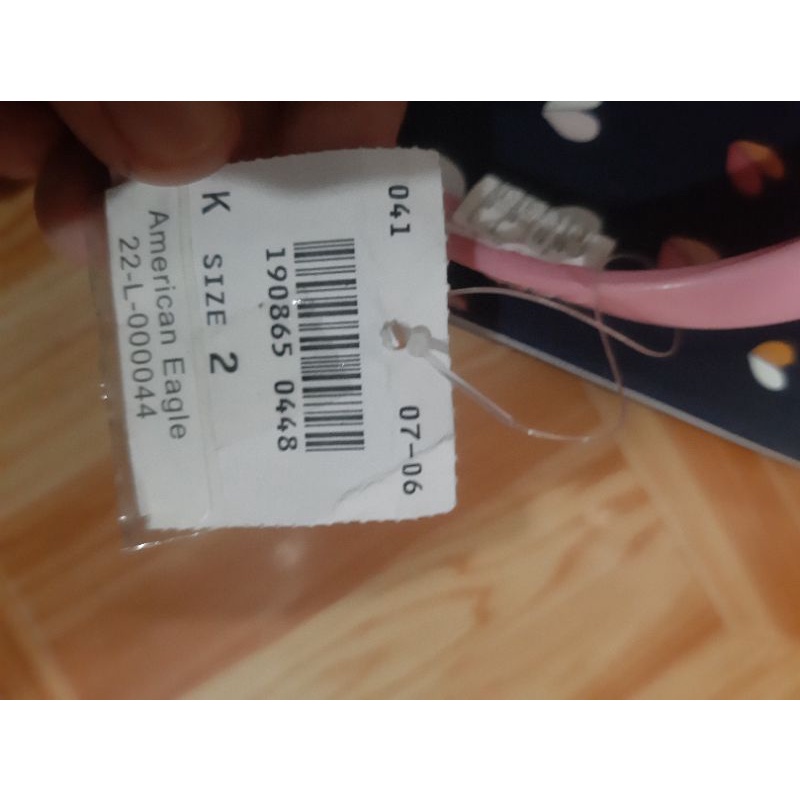 041 07-06
190865 0448
K SIZE 2
American Eagle
22-L-000044